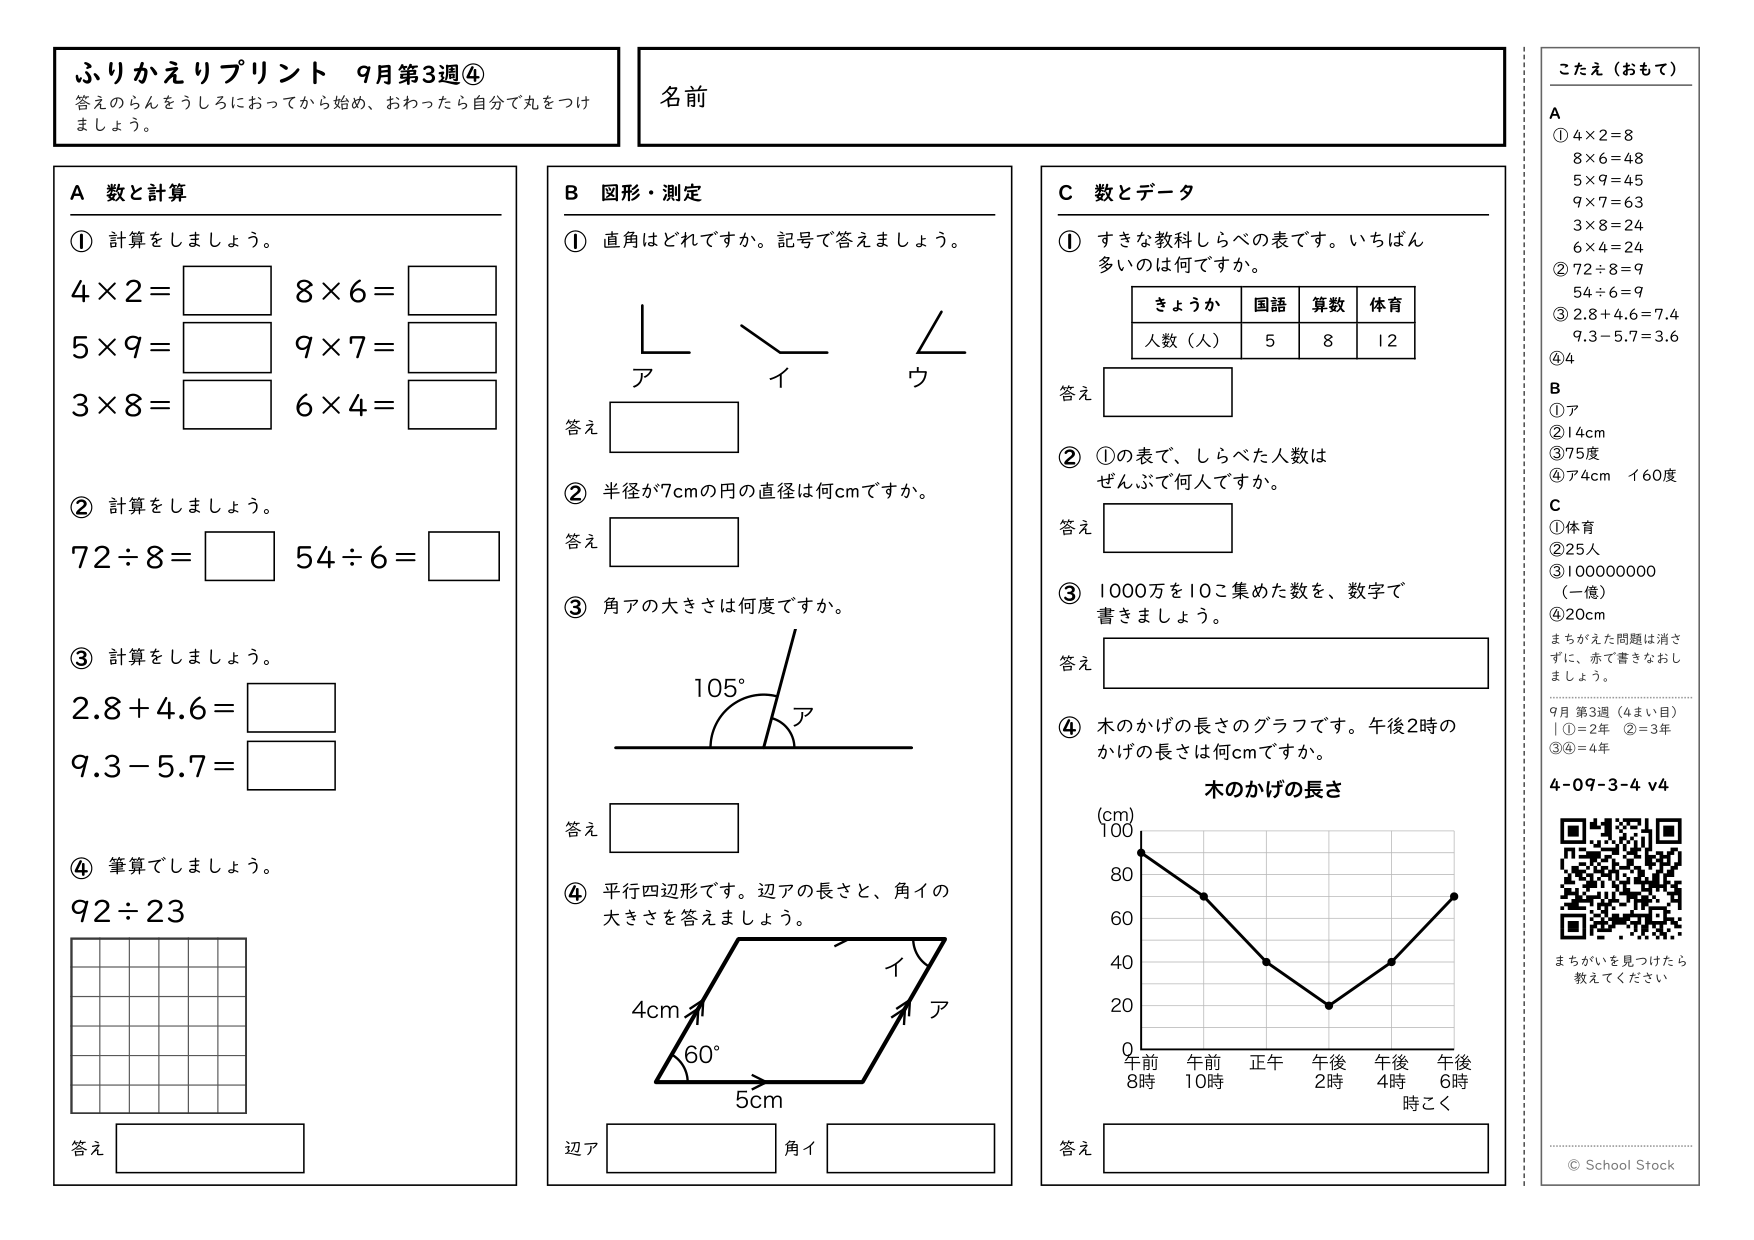 ふりかえりプリント　9月第3週④
答えのらんをうしろにおってから始め、おわったら自分で丸をつけ
ましょう。
名前
A　数と計算
① 計算をしましょう。
4×2＝　8×6＝
5×9＝　9×7＝
3×8＝　6×4＝
② 計算をしましょう。
72÷8＝　54÷6＝
③ 計算をしましょう。
2.8＋4.6＝
9.3－5.7＝
④ 筆算でしましょう。
92÷23
答え
B　図形・測定
① 直角はどれですか。記号で答えましょう。
ア　イ　ウ
答え
② 半径が7cmの円の直径は何cmですか。
答え
③ 角アの大きさは何度ですか。
105°
ア
答え
④ 平行四辺形です。辺アの長さと、角イの
大きさを答えましょう。
イ
4cm　ア
60°
5cm
辺ア　角イ
C　数とデータ
① すきな教科しらべの表です。いちばん
多いのは何ですか。
きょうか　国語　算数　体育
人数（人）　5　8　12
答え
② ①の表で、しらべた人数は
ぜんぶで何人ですか。
答え
③ 1000万を10こ集めた数を、数字で
書きましょう。
答え
④ 木のかげの長さのグラフです。午後2時の
かげの長さは何cmですか。
木のかげの長さ
(cm)
100
80
60
40
20
0
午前　午前　正午　午後　午後　午後
8時　10時　2時　4時　6時
時こく
答え
こたえ（おもて）
A
① 4×2＝8
8×6＝48
5×9＝45
9×7＝63
3×8＝24
6×4＝24
② 72÷8＝9
54÷6＝9
③ 2.8＋4.6＝7.4
9.3－5.7＝3.6
④4
B
①ア
②14cm
③75度
④ア4cm　イ60度
C
①体育
②25人
③100000000
（一億）
④20cm
まちがえた問題は消さ
ずに、赤で書きなおし
ましょう。
9月 第3週（4まい目）
｜①＝2年　②＝3年
③④＝4年
4-09-3-4 v4
まちがいを見つけたら
教えてください
© School Stock